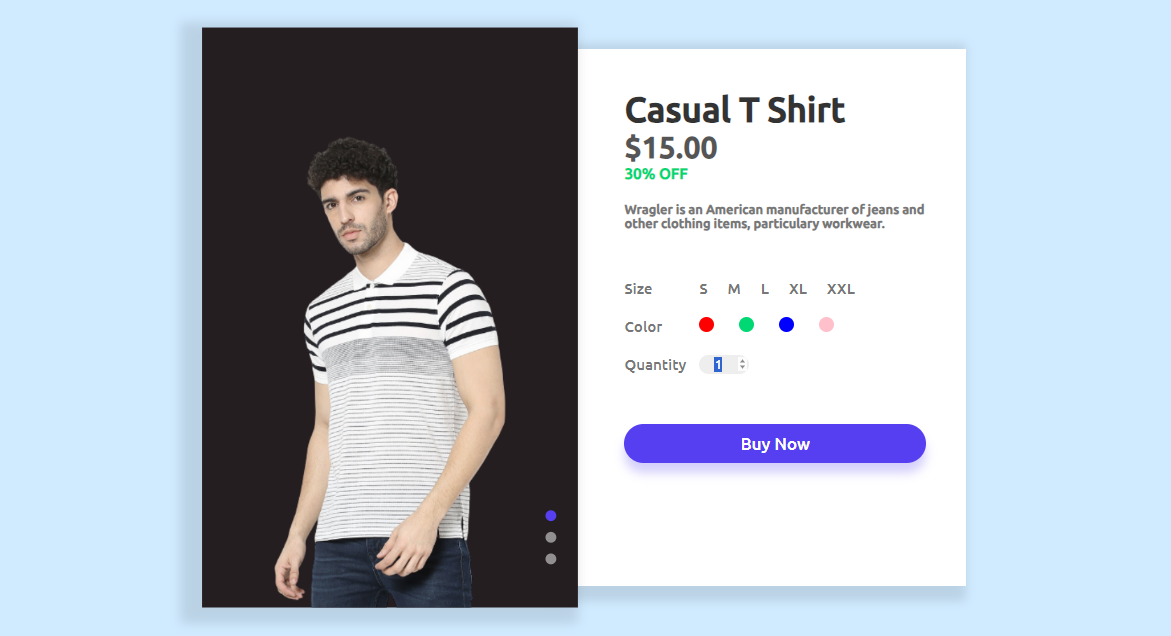 Casual T Shirt
$15.00
30% OFF
Wragler is an American manufacturer of jeans and
other clothing items, particulary workwear.
Size S M L XL XXL
Color
Quantity 1
Buy Now